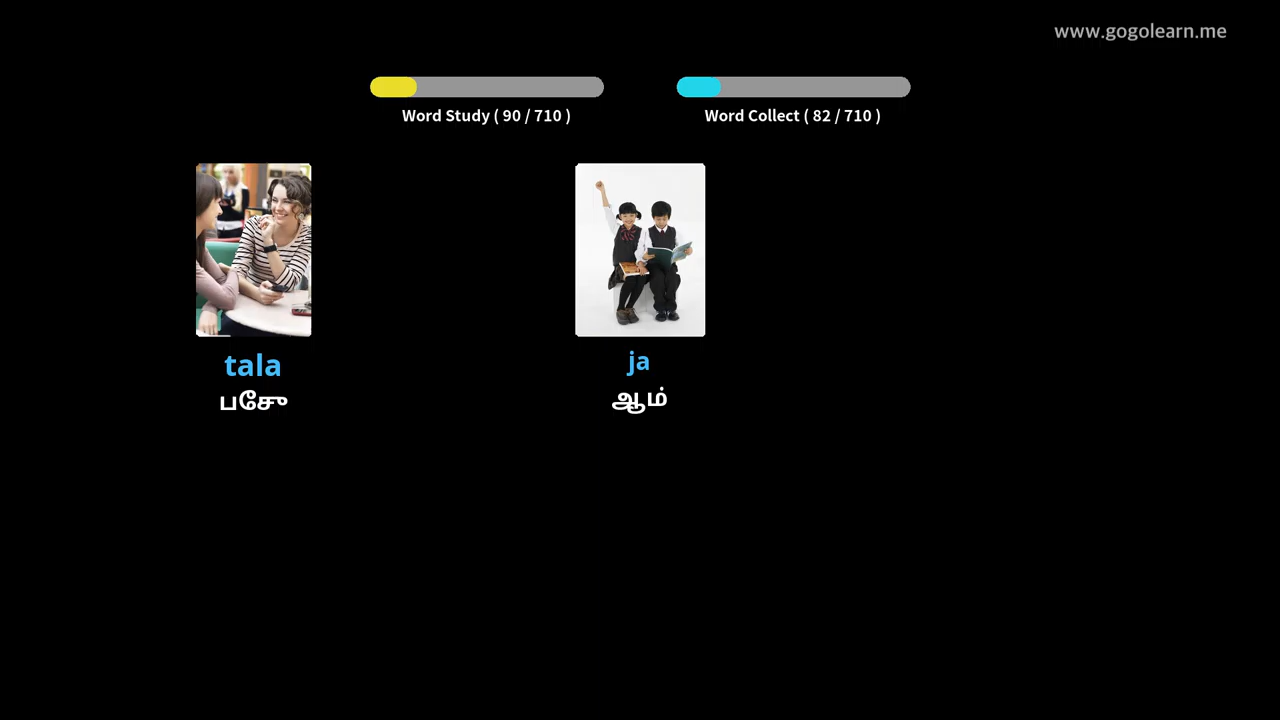 www.gogolearn.me
Word Study ( 90 / 710 )
Word Collect ( 82 / 710 )
tala
பேசு
ja
ஆம்